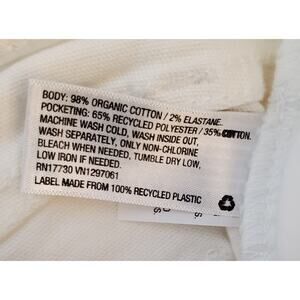 BODY: 98% ORGANIC COTTON / 2% ELASTANE.
POCKETING: 65% RECYCLED POLYESTER / 35% COTTON.
MACHINE WASH COLD, WASH INSIDE OUT,
WASH SEPARATELY, ONLY NON-CHLORINE
BLEACH WHEN NEEDED, TUMBLE DRY LOW,
LOW IRON IF NEEDED.
RN17730 VN1297061
LABEL MADE FROM 100% RECYCLED PLASTIC